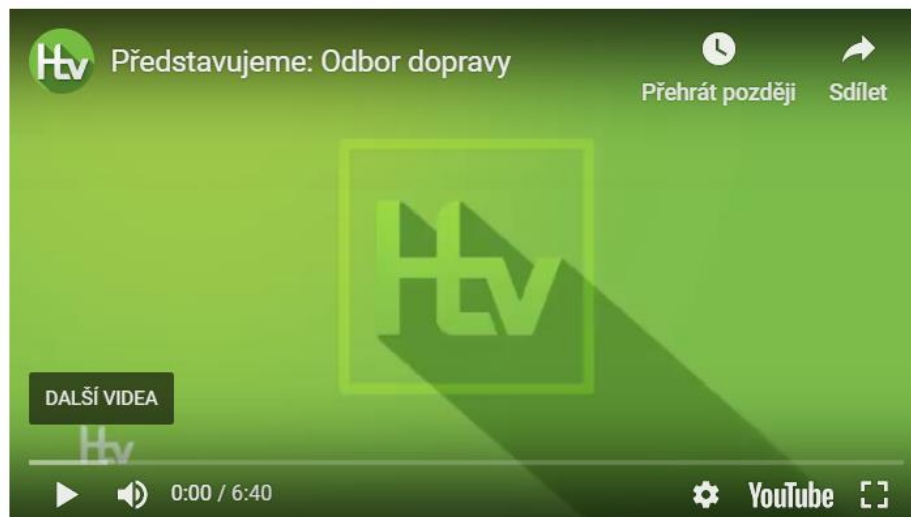 Htv
Představujeme: Odbor dopravy
Přehrát později
Sdílet
Htv
DALŠÍ VIDEA
Htv
0:00 / 6:40
YouTube